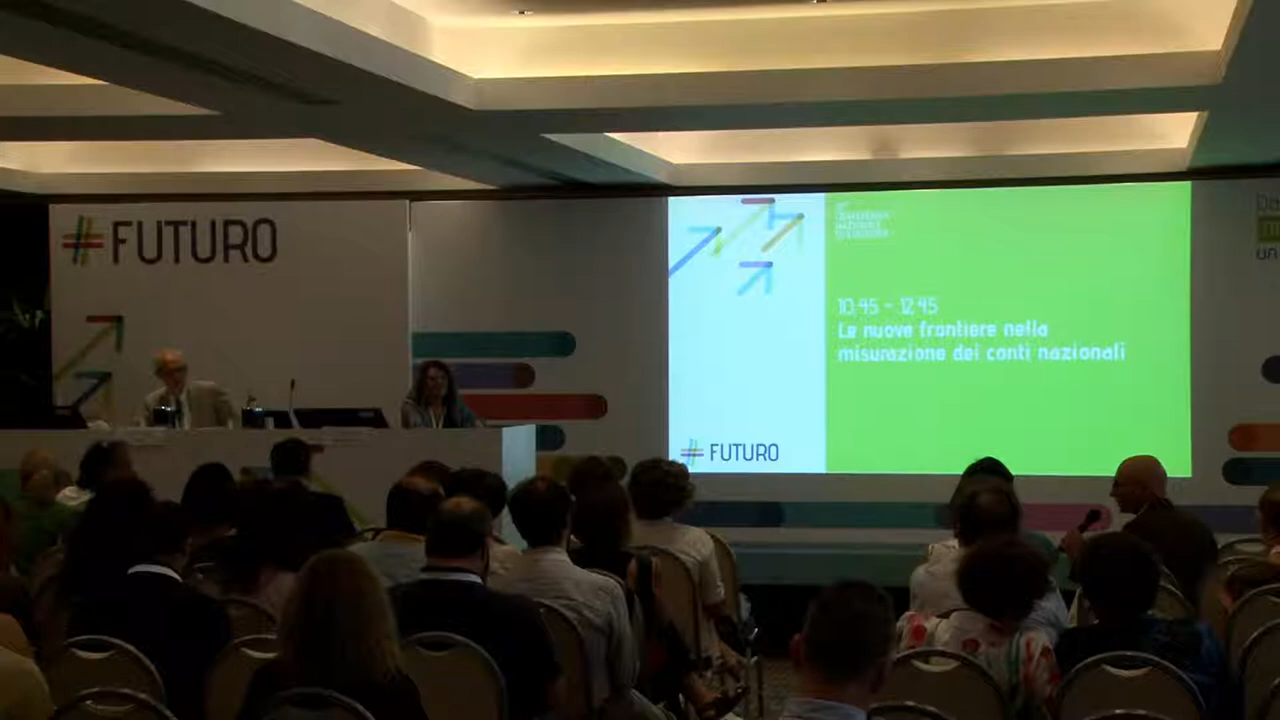 #FUTURO
10:45 - 12:45
Le nuove frontiere nella
misurazione dei conti nazionali
# FUTURO